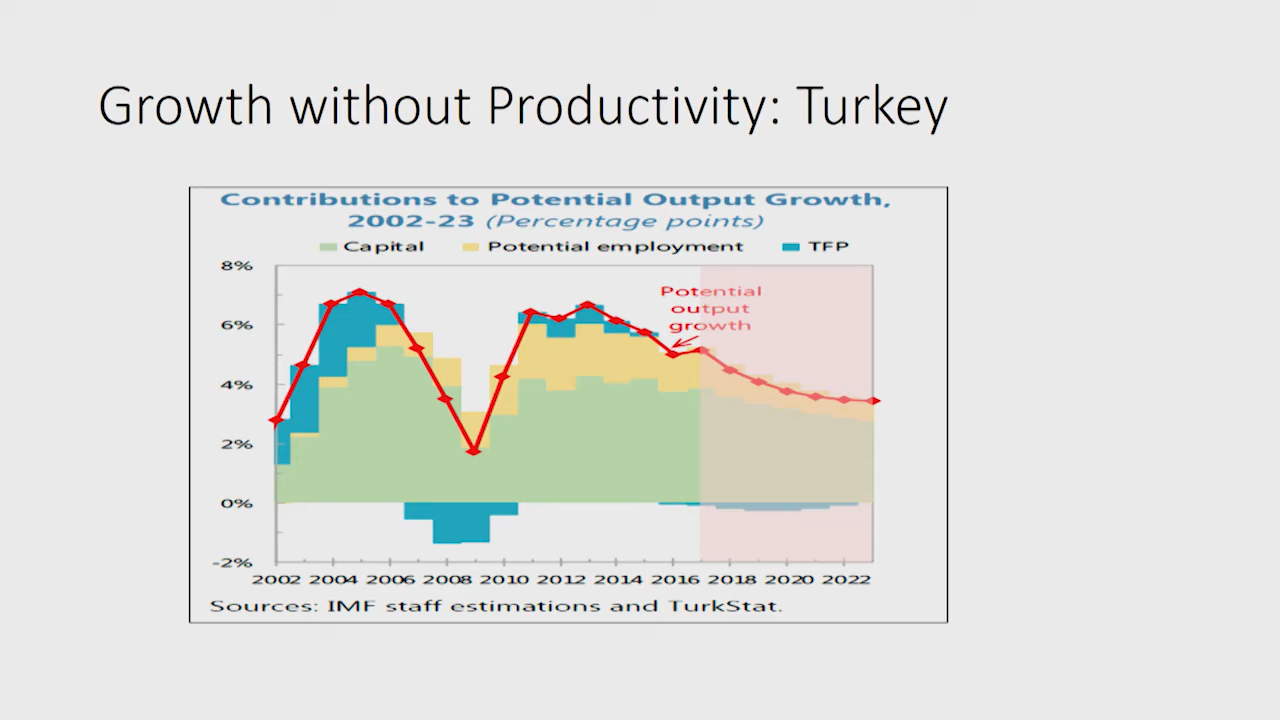 Growth without Productivity: Turkey
Contributions to Potential Output Growth,
2002-23 (Percentage points)
Capital Potential employment TFP
8%
6%
4%
2%
0%
-2%
Potential
output
growth
2002 2004 2006 2008 2010 2012 2014 2016 2018 2020 2022
Sources: IMF staff estimations and TurkStat.